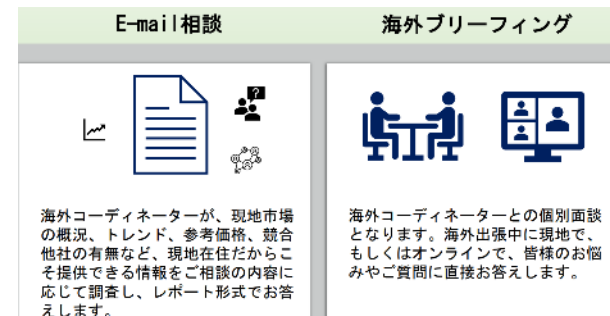 E-mail相談
海外ブリーフィング
海外コーディネーターが、現地市場
の概況、トレンド、参考価格、競合
他社の有無など、現地在住だからこ
そ提供できる情報をご相談の内容に
応じて調査し、レポート形式でお答
えします。
海外コーディネーターとの個別面談
となります。海外出張中に現地で、
もしくはオンラインで、皆様のお悩
みやご質問に直接お答えします。